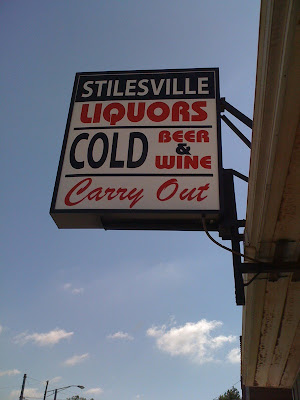 STILESVILLE
LIQUORS
COLD BEER & WINE
Carry Out